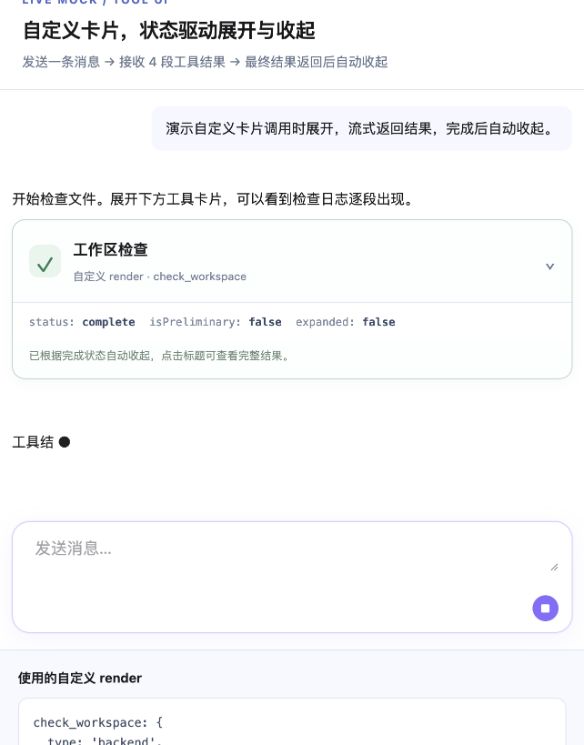 LIVE MOCK / TOOL UI
自定义卡片，状态驱动展开与收起
发送一条消息 → 接收 4 段工具结果 → 最终结果返回后自动收起
演示自定义卡片调用时展开，流式返回结果，完成后自动收起。
开始检查文件。展开下方工具卡片，可以看到检查日志逐段出现。
工作区检查
自定义 render · check_workspace
status: complete isPreliminary: false expanded: false
已根据完成状态自动收起，点击标题可查看完整结果。
工具结
发送消息...
使用的自定义 render
check_workspace: {
type: 'backend',